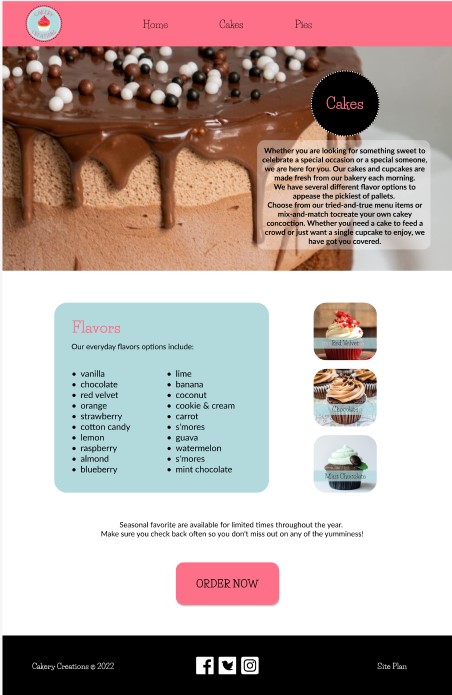 CAKERY
CREATIONS
Home Cakes Pies
Cakes
Whether you are looking for something sweet to
celebrate a special occasion or a special someone,
we are here for you. Our cakes and cupcakes are
made fresh from our bakery each morning.
We have several different flavor options to
appease the pickiest of pallets.
Choose from our tried-and-true menu items or
mix-and-match tocreate your own cakey
concoction. Whether you need a cake to feed a
crowd or just want a single cupcake to enjoy, we
have got you covered.
Flavors
Our everyday flavors options include:
• vanilla
• chocolate
• red velvet
• orange
• strawberry
• cotton candy
• lemon
• raspberry
• almond
• blueberry
• lime
• banana
• coconut
• cookie & cream
• carrot
• s'mores
• guava
• watermelon
• s'mores
• mint chocolate
Red Velvet
Chocolate
Mint Chocolate
Seasonal favorite are available for limited times throughout the year.
Make sure you check back often so you don't miss out on any of the yumminess!
ORDER NOW
Cakery Creations © 2022
Site Plan